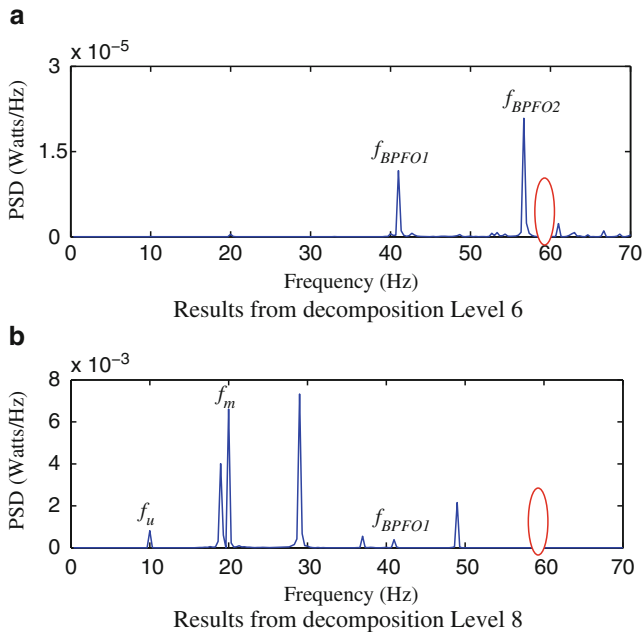 a
x 10⁻⁵
3
1.5
0
PSD (Watts/Hz)
f_BPFO1
f_BPFO2
0 10 20 30 40 50 60 70
Frequency (Hz)
Results from decomposition Level 6
b
x 10⁻³
8
6
4
2
0
PSD (Watts/Hz)
f_u
f_m
f_BPFO1
0 10 20 30 40 50 60 70
Frequency (Hz)
Results from decomposition Level 8